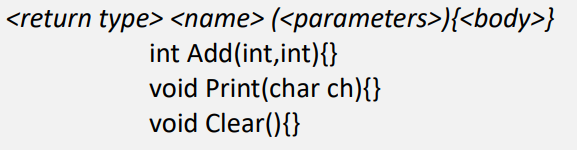 <return type> <name> (<parameters>){<body>}
int Add(int,int){}
void Print(char ch){}
void Clear(){}